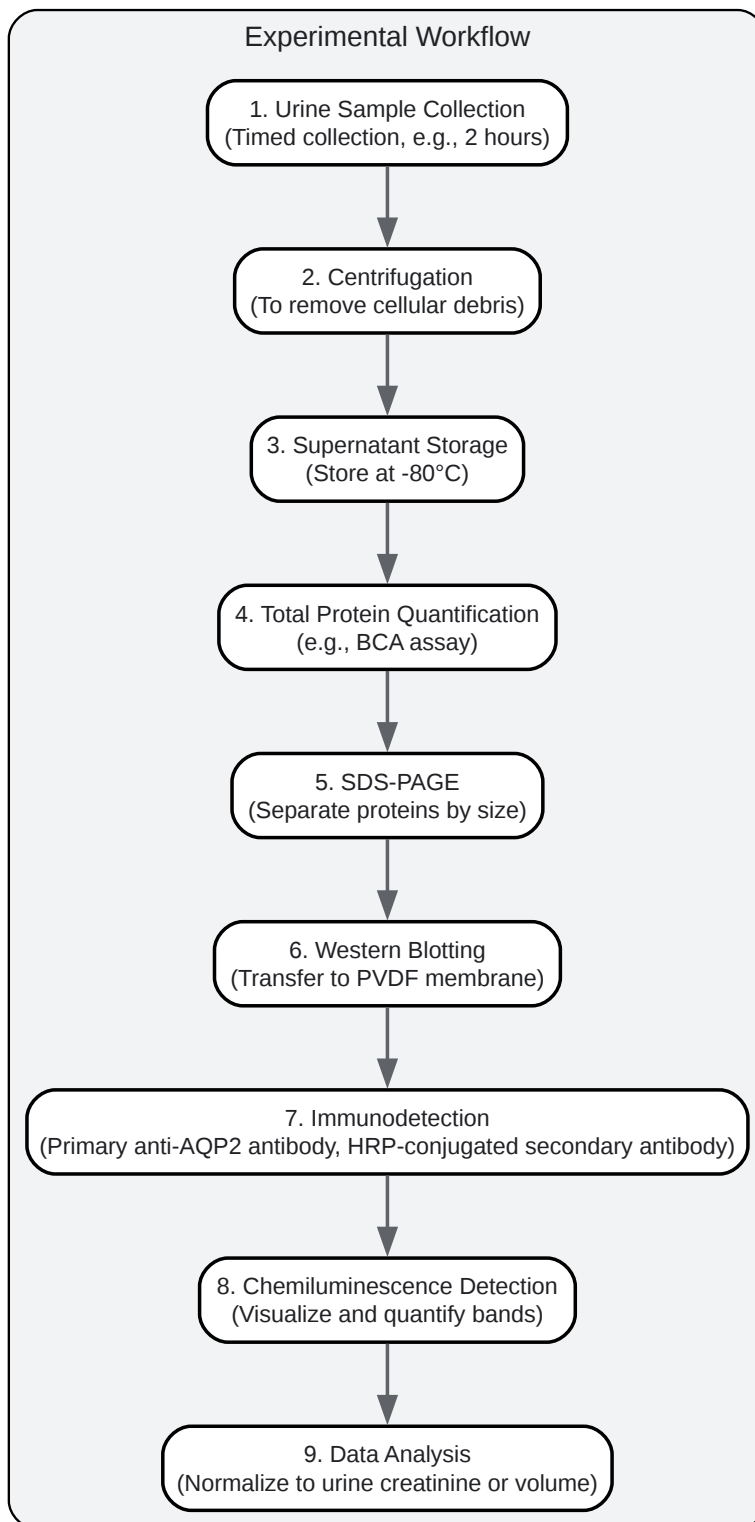 Experimental Workflow
1. Urine Sample Collection
(Timed collection, e.g., 2 hours)
2. Centrifugation
(To remove cellular debris)
3. Supernatant Storage
(Store at -80°C)
4. Total Protein Quantification
(e.g., BCA assay)
5. SDS-PAGE
(Separate proteins by size)
6. Western Blotting
(Transfer to PVDF membrane)
7. Immunodetection
(Primary anti-AQP2 antibody, HRP-conjugated secondary antibody)
8. Chemiluminescence Detection
(Visualize and quantify bands)
9. Data Analysis
(Normalize to urine creatinine or volume)